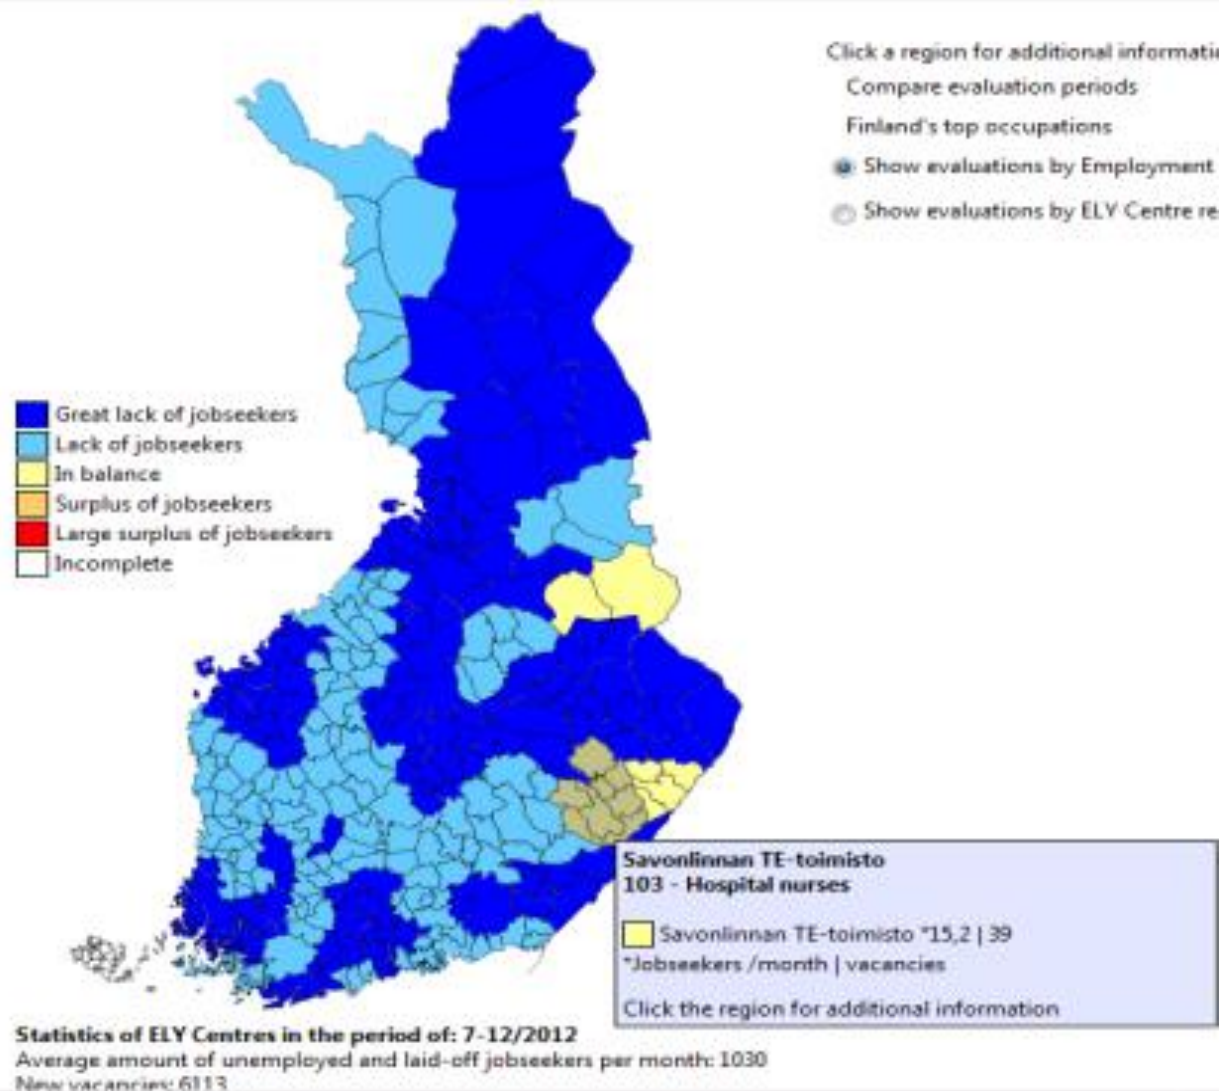 Click a region for additional informati
Compare evaluation periods
Finland's top occupations
Show evaluations by Employment
Show evaluations by ELY Centre re
Great lack of jobseekers
Lack of jobseekers
In balance
Surplus of jobseekers
Large surplus of jobseekers
Incomplete
Savonlinnan TE-toimisto
103 - Hospital nurses
Savonlinnan TE-toimisto *15,2 | 39
*Jobseekers /month | vacancies
Click the region for additional information
Statistics of ELY Centres in the period of: 7-12/2012
Average amount of unemployed and laid-off jobseekers per month: 1030
New vacancies: 6113